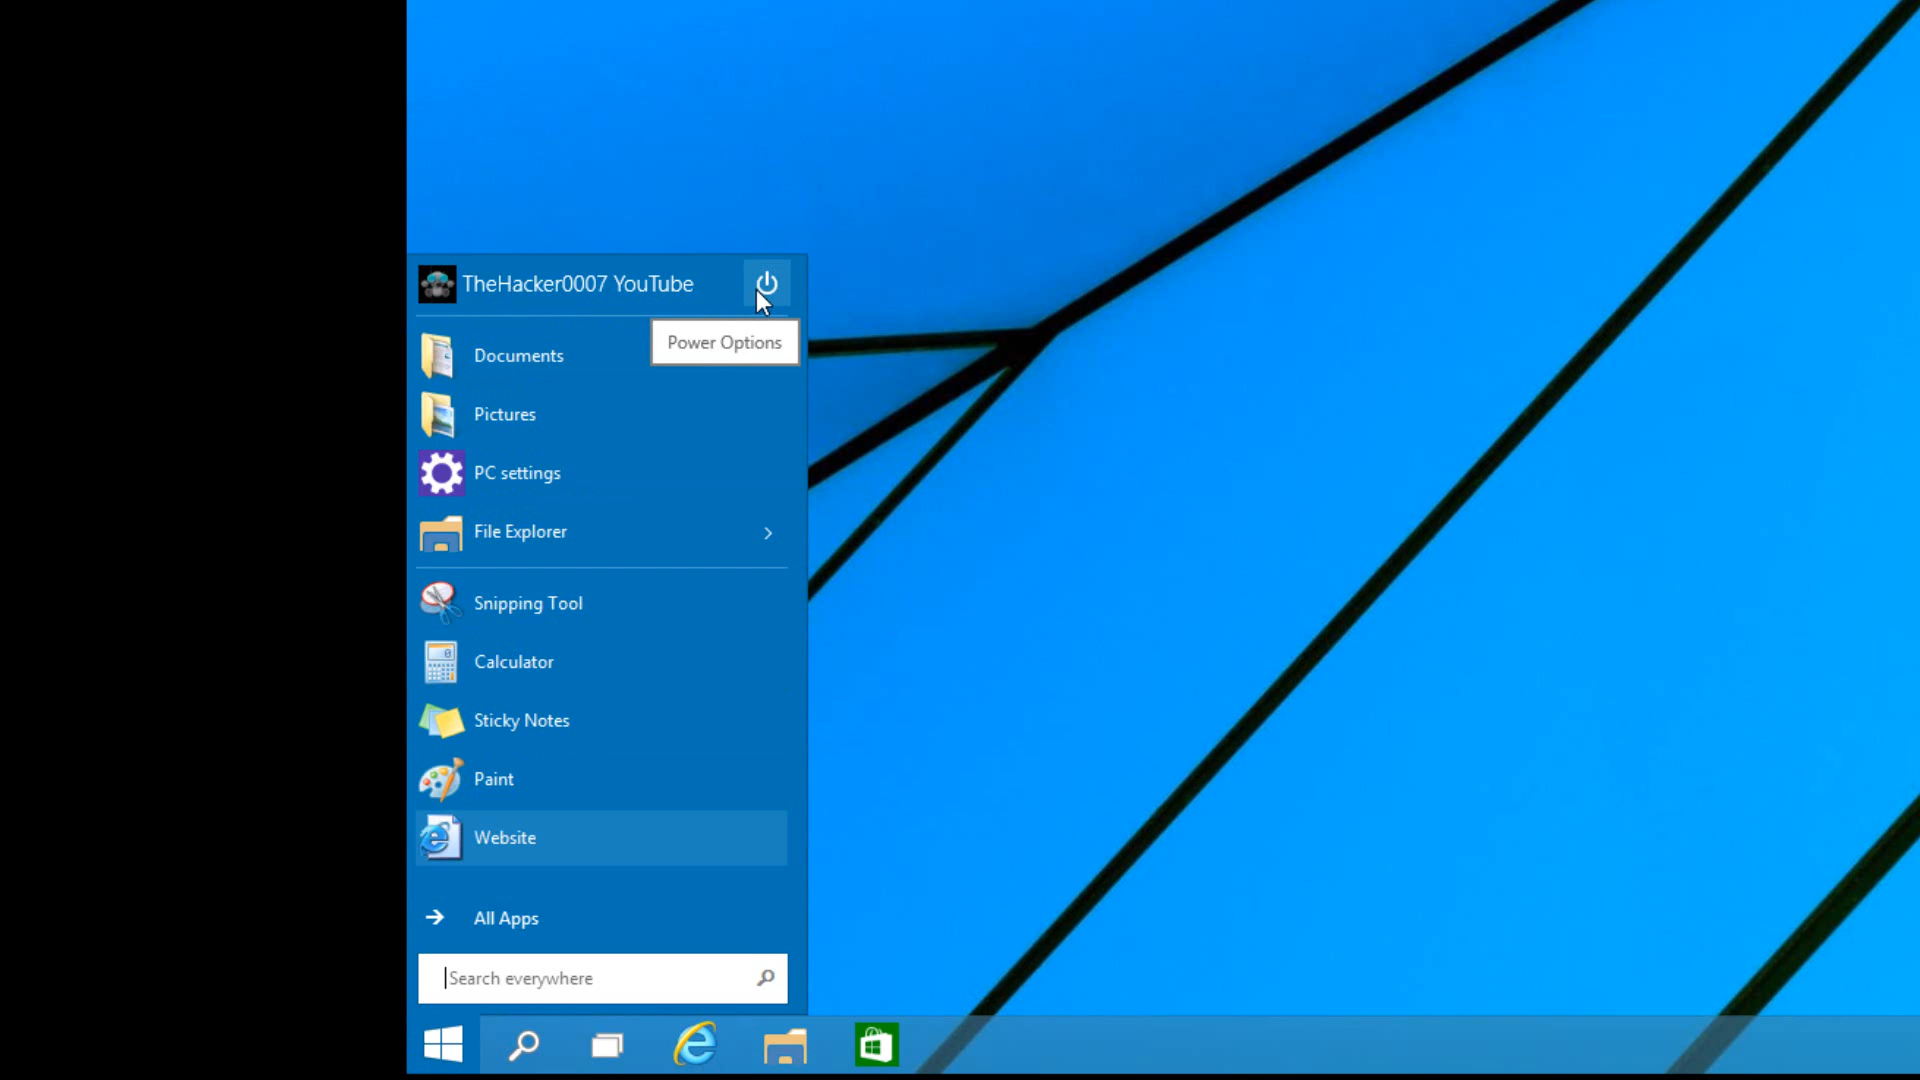 TheHacker0007 YouTube
Power Options
Documents
Pictures
PC settings
File Explorer
Snipping Tool
Calculator
Sticky Notes
Paint
Website
All Apps
Search everywhere